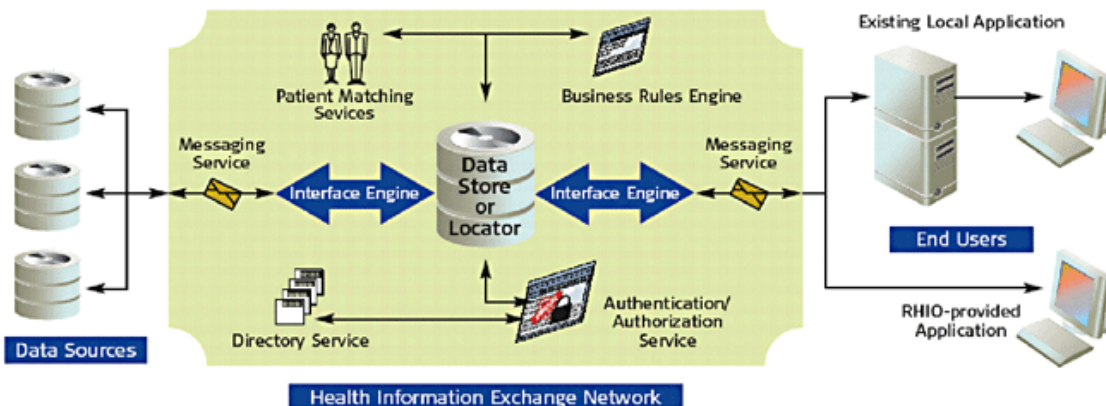 Existing Local Application
Patient Matching
Sevices
Business Rules Engine
Messaging
Service
Interface Engine
Data
Store
or
Locator
Interface Engine
Messaging
Service
End Users
Directory Service
Authentication/
Authorization
Service
RHIO-provided
Application
Data Sources
Health Information Exchange Network